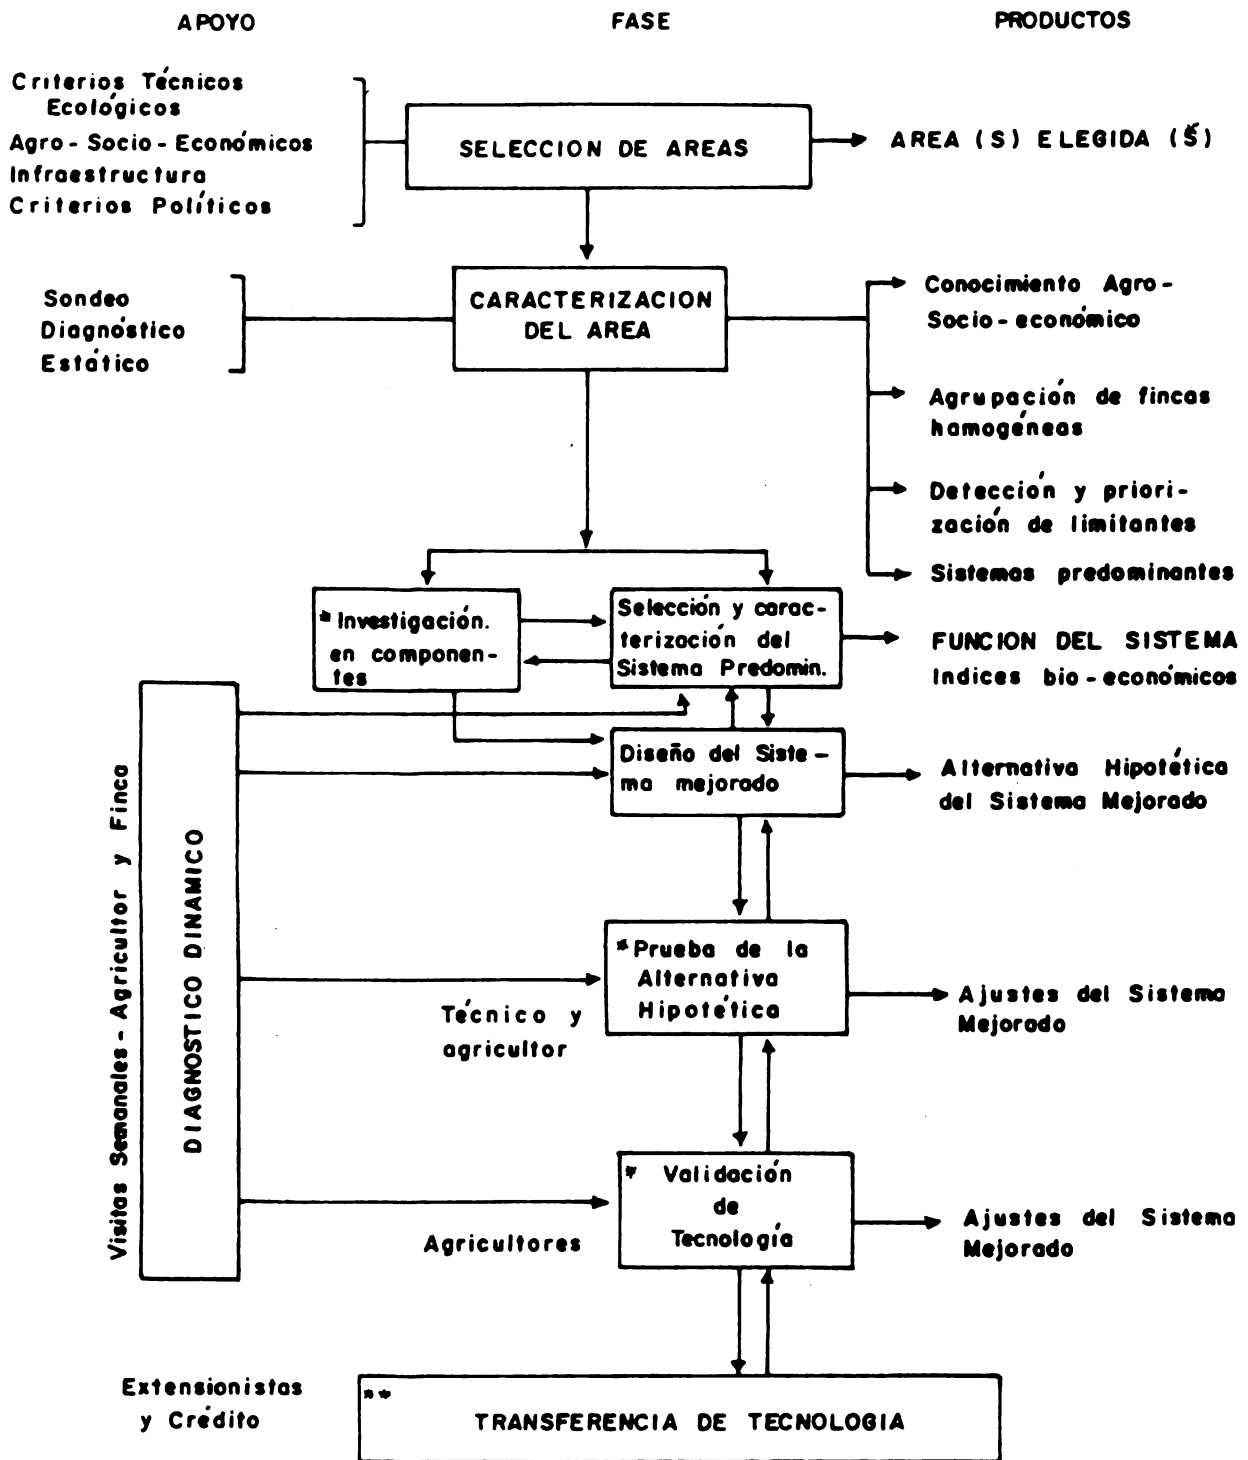 APOYO
FASE
PRODUCTOS
Criterios Técnicos
Ecológicos
Agro-Socio-Económicos
Infraestructura
Criterios Políticos
SELECCION DE AREAS
AREA (S) ELEGIDA (S)
Sondeo
Diagnóstico
Estático
CARACTERIZACION
DEL AREA
Conocimiento Agro-
Socio-económico
Agrupación de fincas
hamogéneas
Detección y priori-
zación de limitantes
Sistemas predominantes
*Investigación.
en componen-
tes
Selección y carac-
terización del
Sistema Predomin.
FUNCION DEL SISTEMA
Indices bio-económicos
Diseño del Siste-
ma mejorado
Alternativa Hipotética
del Sistema Mejorado
Visitas Semanales-Agricultor y Finca
DIAGNOSTICO DINAMICO
*Prueba de la
Alternativa
Hipotética
Técnico y
agricultor
Ajustes del Sistema
Mejorado
* Validación
de
Tecnología
Agricultores
Ajustes del Sistema
Mejorado
Extensionistas
y Crédito
**
TRANSFERENCIA DE TECNOLOGIA